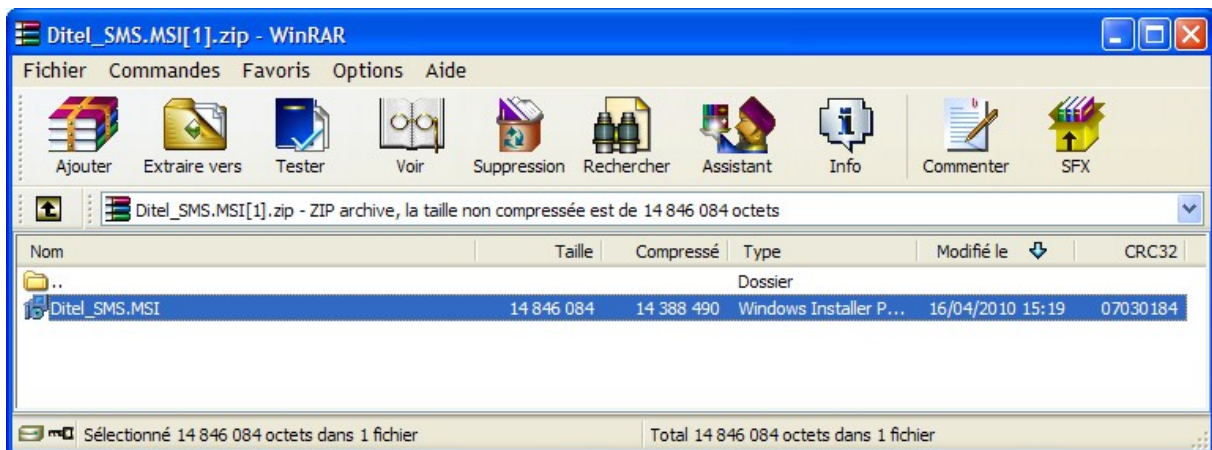 Ditel_SMS.MSI[1].zip - WinRAR
Fichier Commandes Favoris Options Aide
Ajouter Extraire vers Tester Voir Suppression Rechercher Assistant Info Commenter SFX
Ditel_SMS.MSI[1].zip - ZIP archive, la taille non compressée est de 14 846 084 octets
Nom Taille Compressé Type Modifié le CRC32
.. Dossier
Ditel_SMS.MSI 14 846 084 14 388 490 Windows Installer P... 16/04/2010 15:19 07030184
Sélectionné 14 846 084 octets dans 1 fichier Total 14 846 084 octets dans 1 fichier